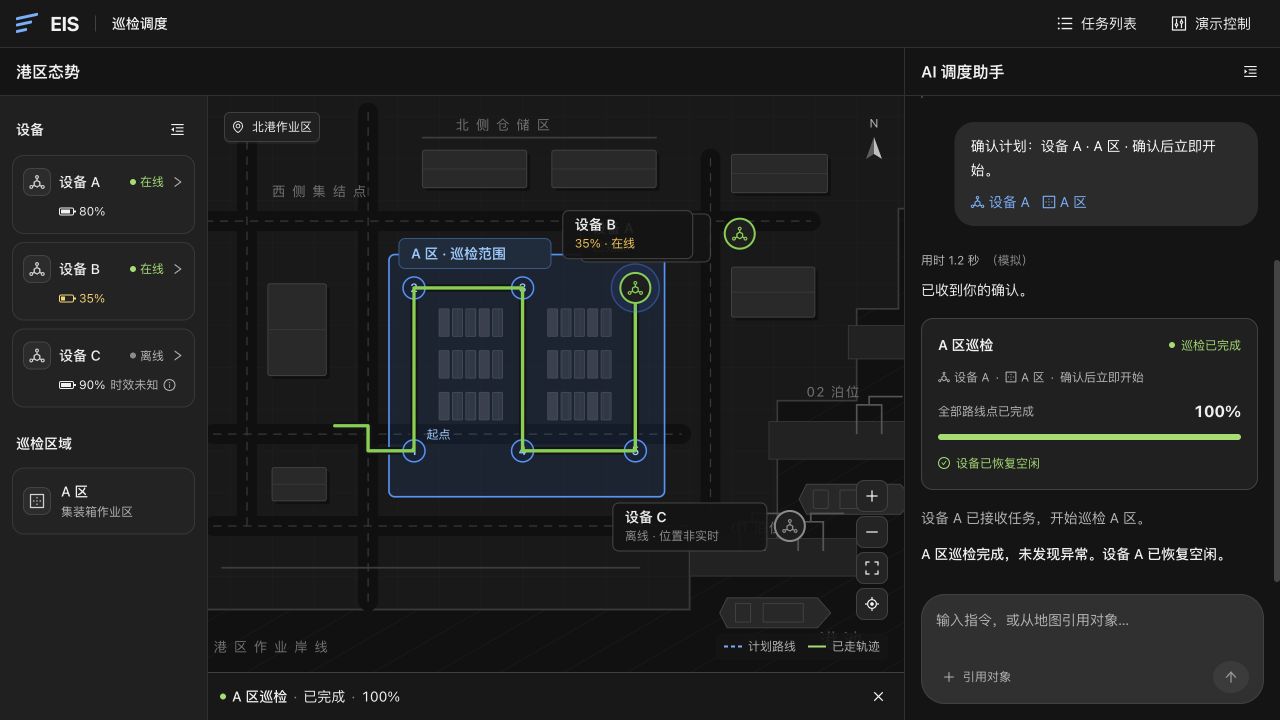 EIS
巡检调度
任务列表
演示控制
港区态势
AI 调度助手
设备
设备 A
在线
80%
设备 B
在线
35%
设备 C
离线
90% 时效未知
巡检区域
A 区
集装箱作业区
北港作业区
北侧仓储区
N
西侧集结点
设备 B
35% · 在线
A 区 · 巡检范围
起点
02 泊位
设备 C
离线 · 位置非实时
港区作业岸线
计划路线
已走轨迹
A 区巡检 · 已完成 · 100%
确认计划：设备 A · A 区 · 确认后立即开
始。
设备 A
A 区
用时 1.2 秒 （模拟）
已收到你的确认。
A 区巡检
巡检已完成
设备 A · A 区 · 确认后立即开始
全部路线点已完成
100%
设备已恢复空闲
设备 A 已接收任务，开始巡检 A 区。
A 区巡检完成，未发现异常。设备 A 已恢复空闲。
输入指令，或从地图引用对象...
引用对象